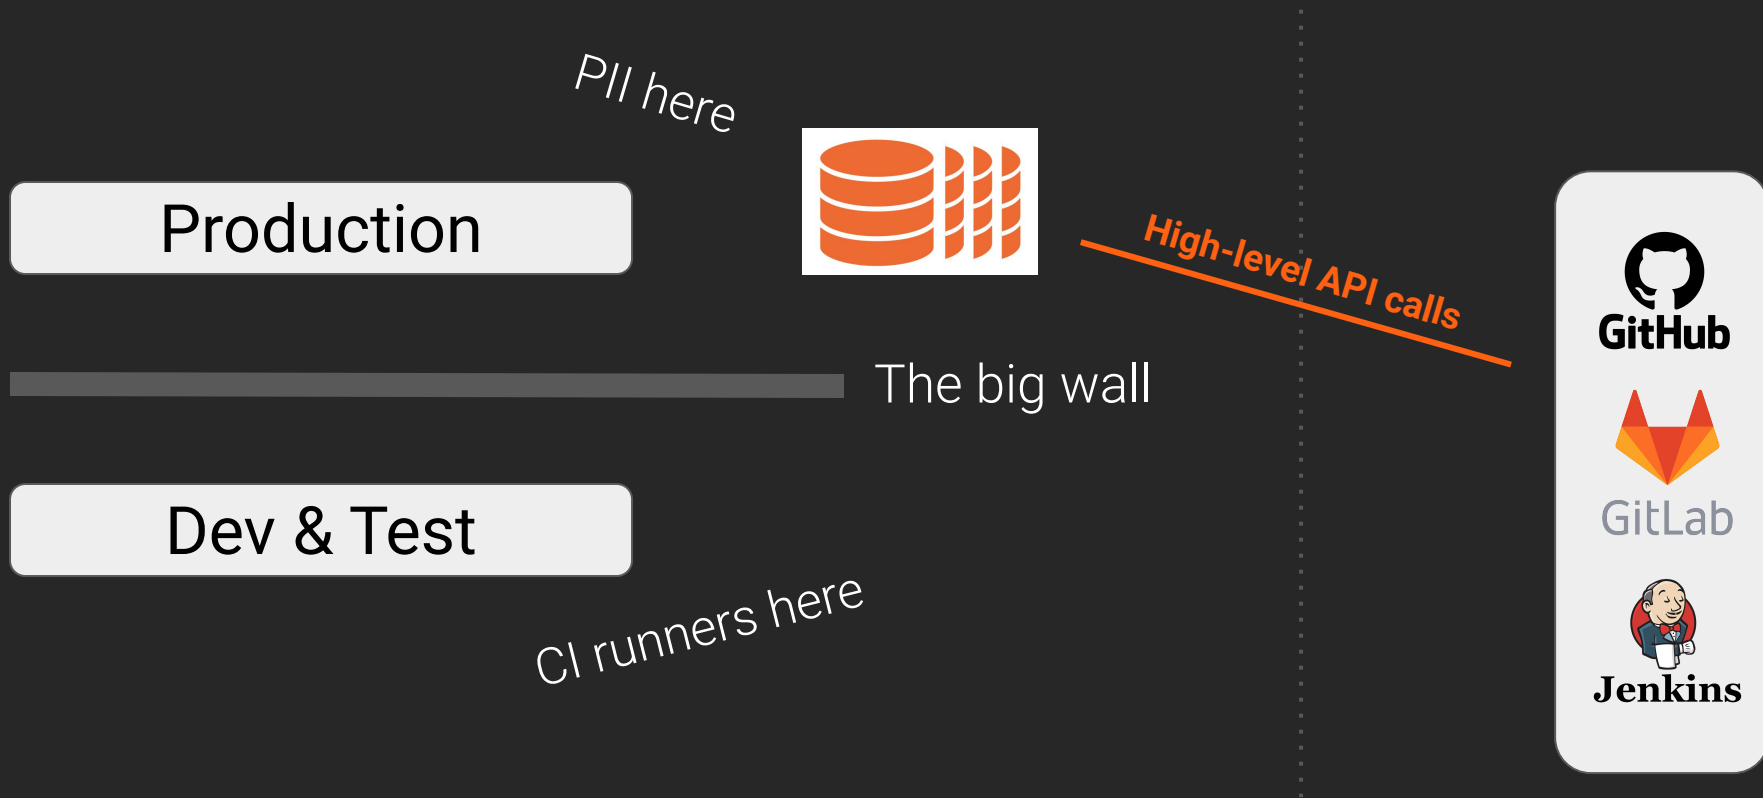 PII here
Production
High-level API calls
GitHub
The big wall
GitLab
Dev & Test
CI runners here
Jenkins